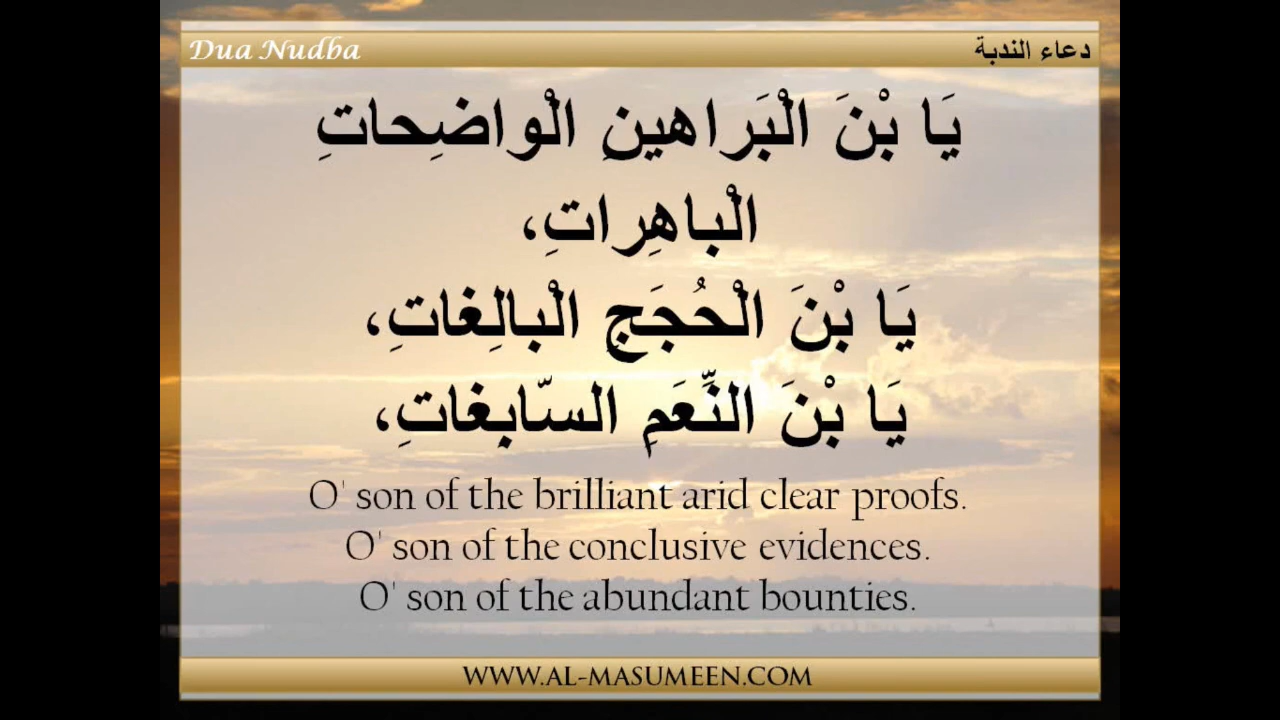 Dua Nudba دعاء الندبة
يَا بْنَ الْبَراهينِ الْواضِحاتِ
الْباهِراتِ،
يَا بْنَ الْحُجَجِ الْبالِغاتِ،
يَا بْنَ النِّعَمِ السّابِغاتِ،
O' son of the brilliant arid clear proofs.
O' son of the conclusive evidences.
O' son of the abundant bounties.
WWW.AL-MASUMEEN.COM